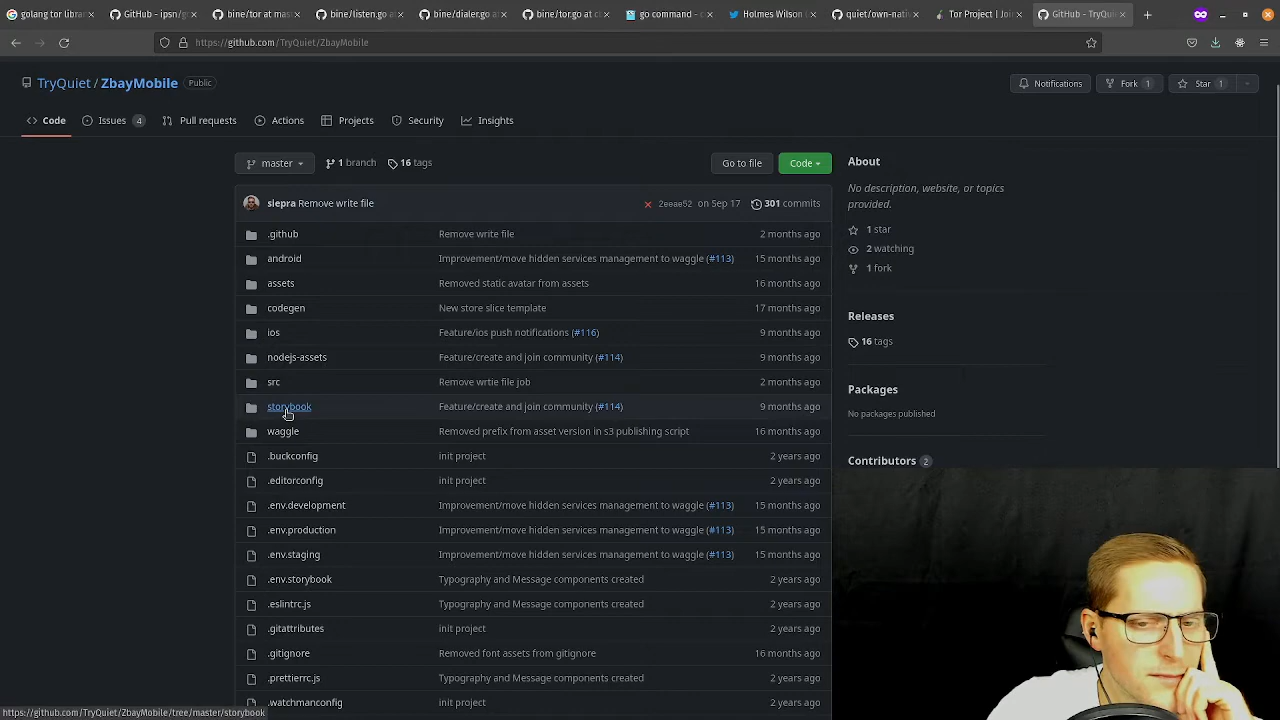 golang tor librar
GitHub - ipsn/g
bine/tor at mast
bine/listen.go at
bine/dialer.go a
bine/tor.go at c
go command - c
Holmes Wilson (
quiet/own-nativ
Tor Project | Join
GitHub - TryQui
https://github.com/TryQuiet/ZbayMobile
TryQuiet / ZbayMobile Public
Notifications
Fork 1
Star 1
Code
Issues 4
Pull requests
Actions
Projects
Security
Insights
master
1 branch
16 tags
Go to file
Code
About
No description, website, or topics
provided.
1 star
2 watching
1 fork
Releases
16 tags
Packages
No packages published
Contributors 2
siepra Remove write file 2eeae52 on Sep 17 301 commits
.github Remove write file 2 months ago
android Improvement/move hidden services management to waggle (#113) 15 months ago
assets Removed static avatar from assets 16 months ago
codegen New store slice template 17 months ago
ios Feature/ios push notifications (#116) 9 months ago
nodejs-assets Feature/create and join community (#114) 9 months ago
src Remove wrtie file job 2 months ago
storybook Feature/create and join community (#114) 9 months ago
waggle Removed prefix from asset version in s3 publishing script 16 months ago
.buckconfig init project 2 years ago
.editorconfig init project 2 years ago
.env.development Improvement/move hidden services management to waggle (#113) 15 months ago
.env.production Improvement/move hidden services management to waggle (#113) 15 months ago
.env.staging Improvement/move hidden services management to waggle (#113) 15 months ago
.env.storybook Typography and Message components created 2 years ago
.eslintrc.js Typography and Message components created 2 years ago
.gitattributes init project 2 years ago
.gitignore Removed font assets from gitignore 16 months ago
.prettierrc.js Typography and Message components created 2 years ago
.watchmanconfig init project 2 years ago
https://github.com/TryQuiet/ZbayMobile/tree/master/storybook